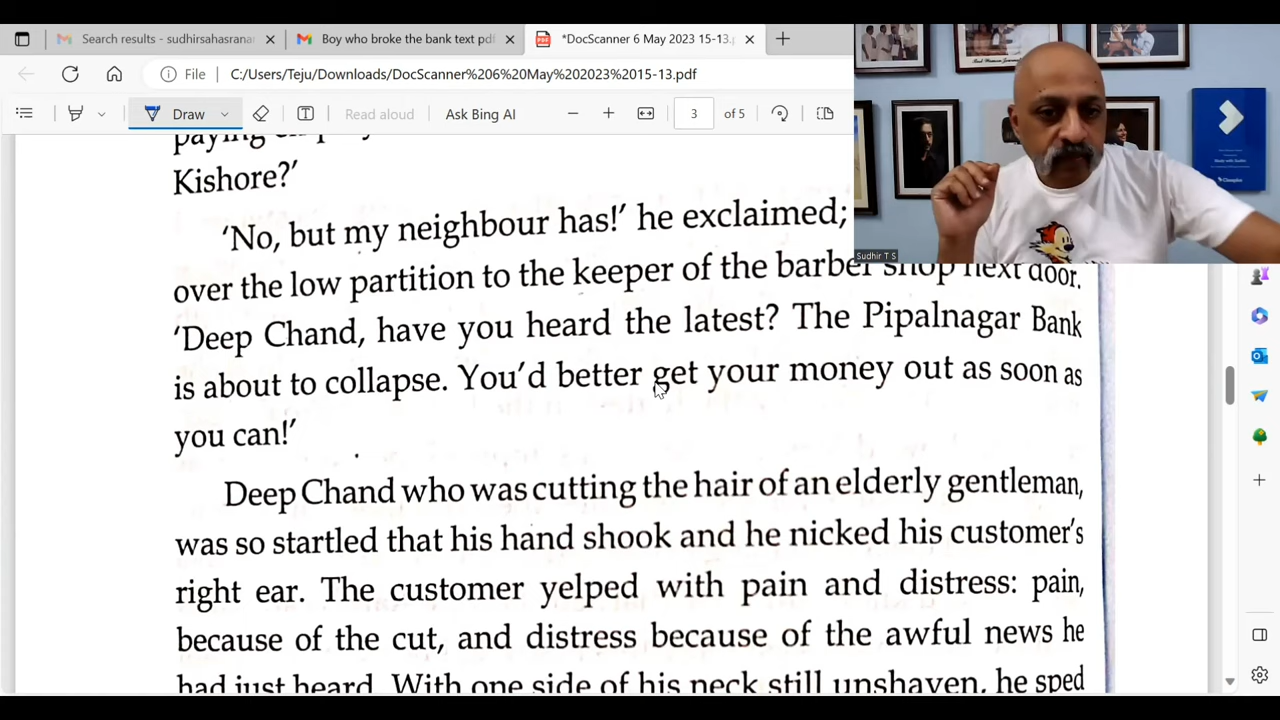 Search results - sudhirsahasrana
Boy who broke the bank text pdf
*DocScanner 6 May 2023 15-13.p
File
C:/Users/Teju/Downloads/DocScanner%206%20May%202023%2015-13.pdf
Draw
Read aloud
Ask Bing AI
3
of 5
Sudhir T S
paying
Kishore?’
‘No, but my neighbour has!’ he exclaimed;
over the low partition to the keeper of the barber shop next door.
‘Deep Chand, have you heard the latest? The Pipalnagar Bank
is about to collapse. You’d better get your money out as soon as
you can!’
Deep Chand who was cutting the hair of an elderly gentleman,
was so startled that his hand shook and he nicked his customer’s
right ear. The customer yelped with pain and distress: pain,
because of the cut, and distress because of the awful news he
had just heard. With one side of his neck still unshaven, he sped